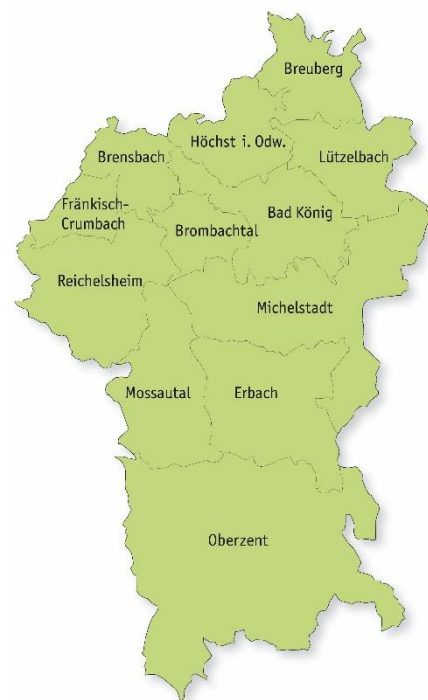 Breuberg
Höchst i. Odw.
Brensbach
Lützelbach
Fränkisch-
Crumbach
Bad König
Brombachtal
Reichelsheim
Michelstadt
Mossautal
Erbach
Oberzent